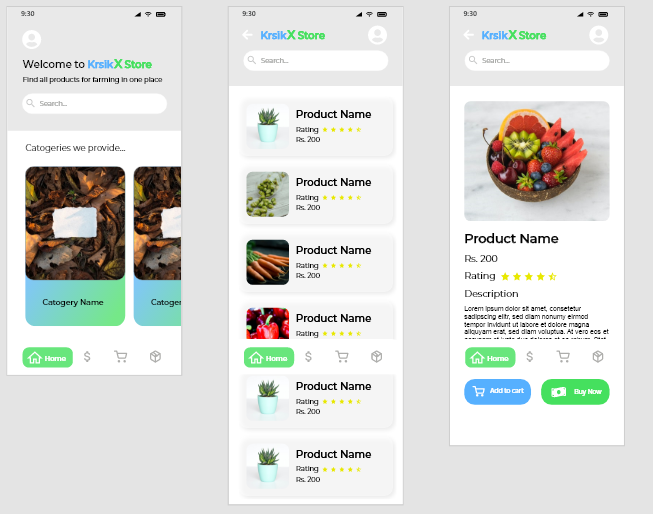 9:30
Welcome to KrsikX Store
Find all products for farming in one place
Search...
Catogeries we provide...
Catogery Name
Catoger
Home
$
9:30
KrsikX Store
Search...
Product Name
Rating
Rs. 200
Product Name
Rating
Rs. 200
Product Name
Rating
Rs. 200
Product Name
Rating
Home
$
Product Name
Rating
Rs. 200
Product Name
Rating
Rs. 200
9:30
KrsikX Store
Search...
Product Name
Rs. 200
Rating
Description
Lorem ipsum dolor sit amet, consetetur
sadipscing elitr, sed diam nonumy eirmod
tempor invidunt ut labore et dolore magna
aliquyam erat, sed diam voluptua. At vero eos et
Home
$
Add to cart
Buy Now